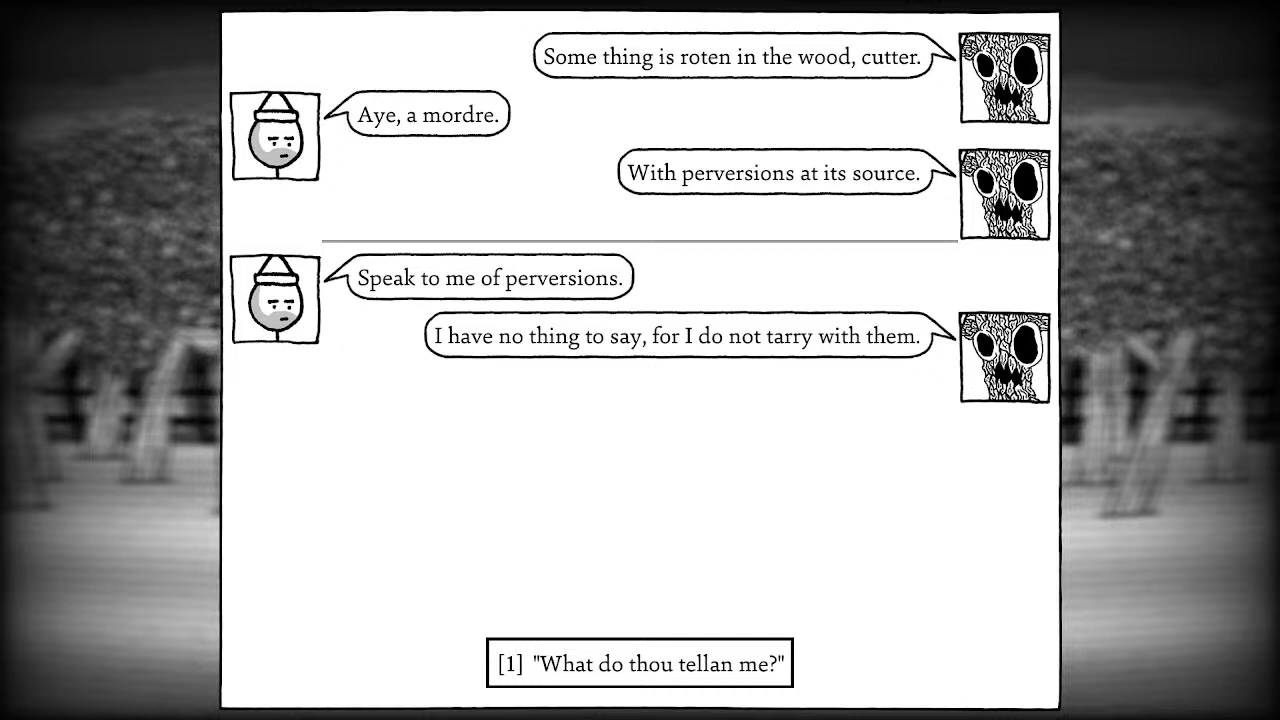 Some thing is roten in the wood, cutter.
Aye, a mordre.
With perversions at its source.
Speak to me of perversions.
I have no thing to say, for I do not tarry with them.
[1] "What do thou tellan me?"